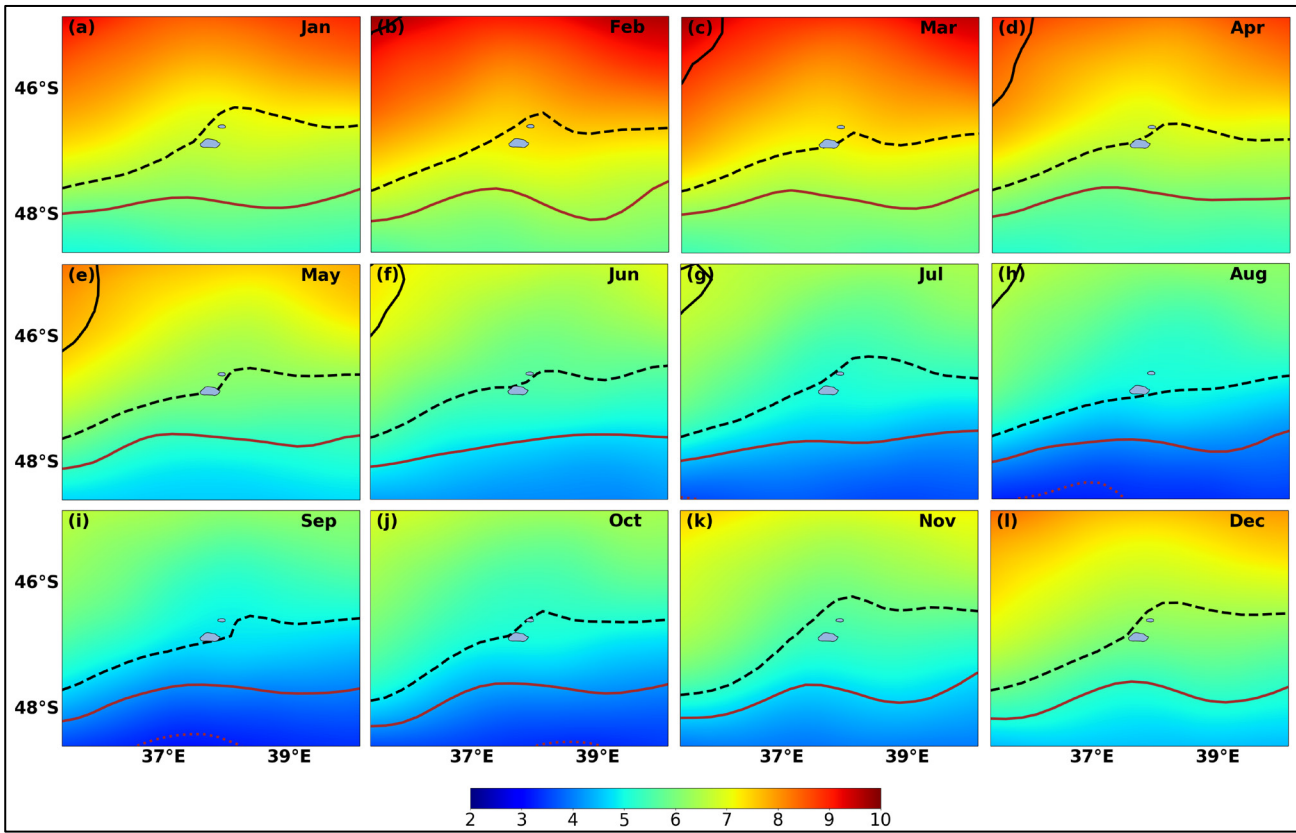 (a) Jan (b) Feb (c) Mar (d) Apr
46°S
48°S
(e) May (f) Jun (g) Jul (h) Aug
46°S
48°S
(i) Sep (j) Oct (k) Nov (l) Dec
46°S
48°S
37°E 39°E 37°E 39°E 37°E 39°E 37°E 39°E
2 3 4 5 6 7 8 9 10